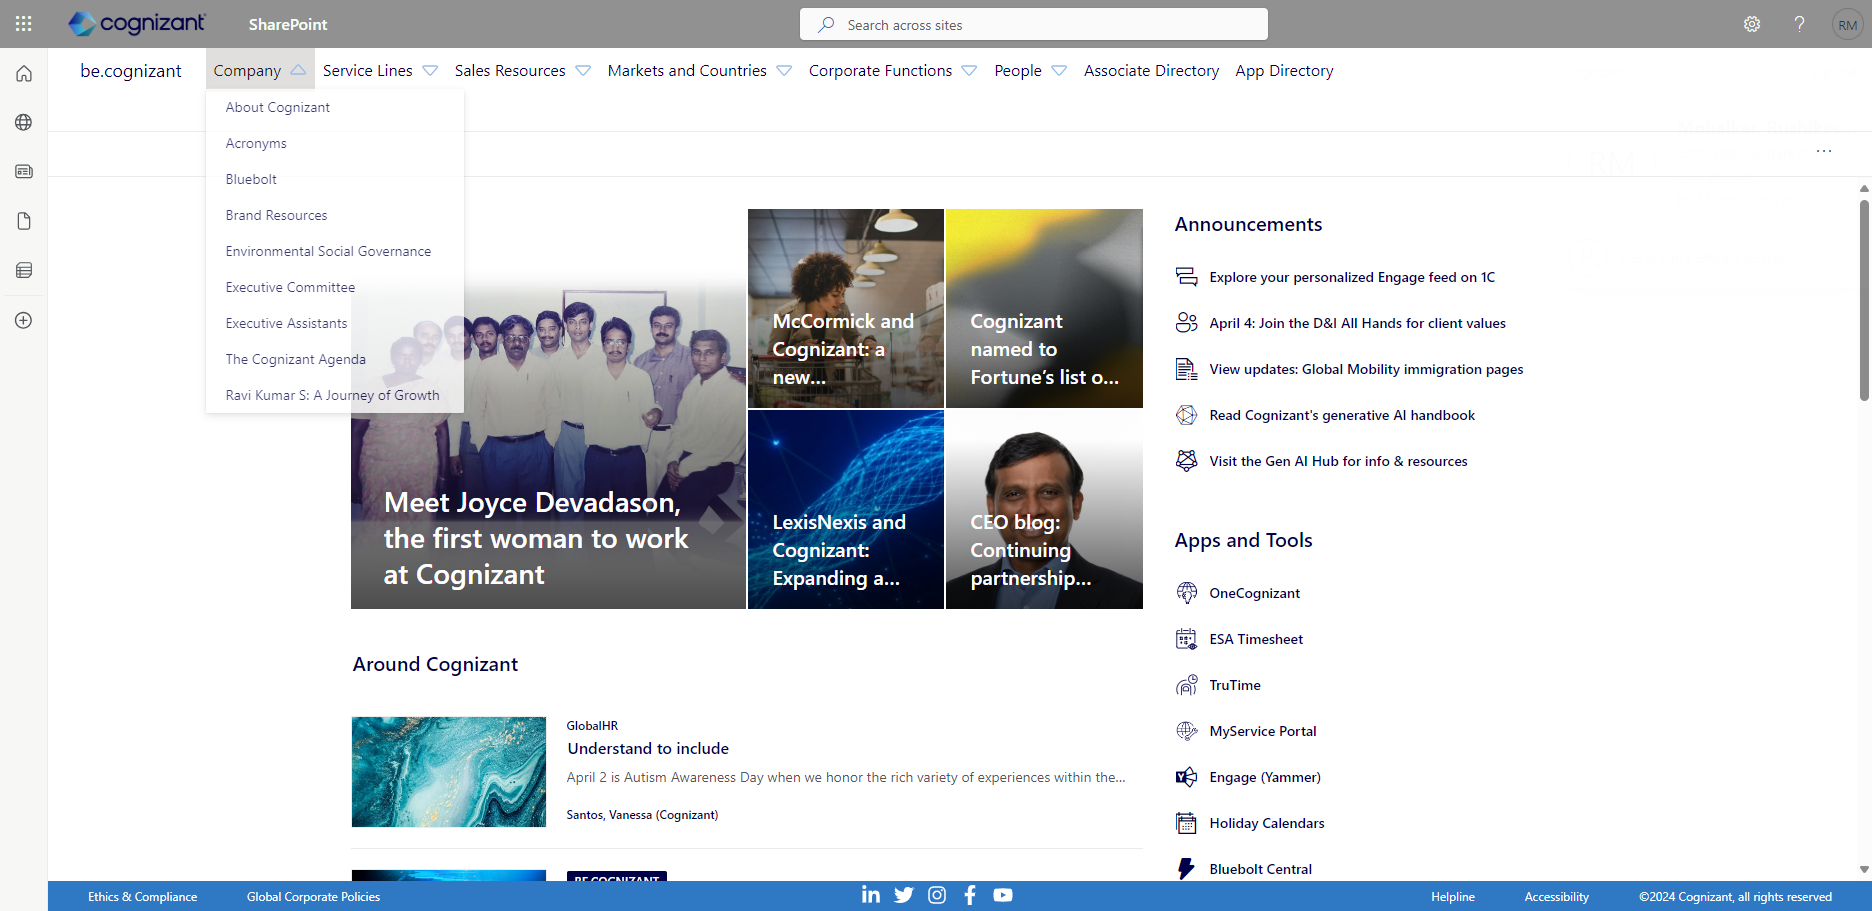 cognizant
SharePoint
Search across sites
RM
be.cognizant
Company
Service Lines
Sales Resources
Markets and Countries
Corporate Functions
People
Associate Directory
App Directory
About Cognizant
Acronyms
Bluebolt
Brand Resources
Environmental Social Governance
Executive Committee
Executive Assistants
The Cognizant Agenda
Ravi Kumar S: A Journey of Growth
RM
Meet Joyce Devadason,
the first woman to work
at Cognizant
McCormick and
Cognizant: a
new...
Cognizant
named to
Fortune’s list o...
LexisNexis and
Cognizant:
Expanding a...
CEO blog:
Continuing
partnership...
Announcements
Explore your personalized Engage feed on 1C
April 4: Join the D&I All Hands for client values
View updates: Global Mobility immigration pages
Read Cognizant's generative AI handbook
Visit the Gen AI Hub for info & resources
Apps and Tools
OneCognizant
ESA Timesheet
TruTime
MyService Portal
Engage (Yammer)
Holiday Calendars
Bluebolt Central
Around Cognizant
GlobalHR
Understand to include
April 2 is Autism Awareness Day when we honor the rich variety of experiences within the...
Santos, Vanessa (Cognizant)
BE.COGNIZANT
Ethics & Compliance
Global Corporate Policies
Helpline
Accessibility
©2024 Cognizant, all rights reserved